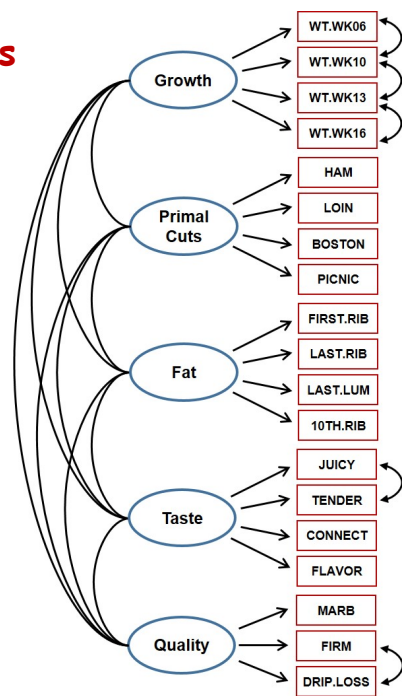 s
Growth
WT.WK06
WT.WK10
WT.WK13
WT.WK16
Primal
Cuts
HAM
LOIN
BOSTON
PICNIC
Fat
FIRST.RIB
LAST.RIB
LAST.LUM
10TH.RIB
Taste
JUICY
TENDER
CONNECT
FLAVOR
Quality
MARB
FIRM
DRIP.LOSS